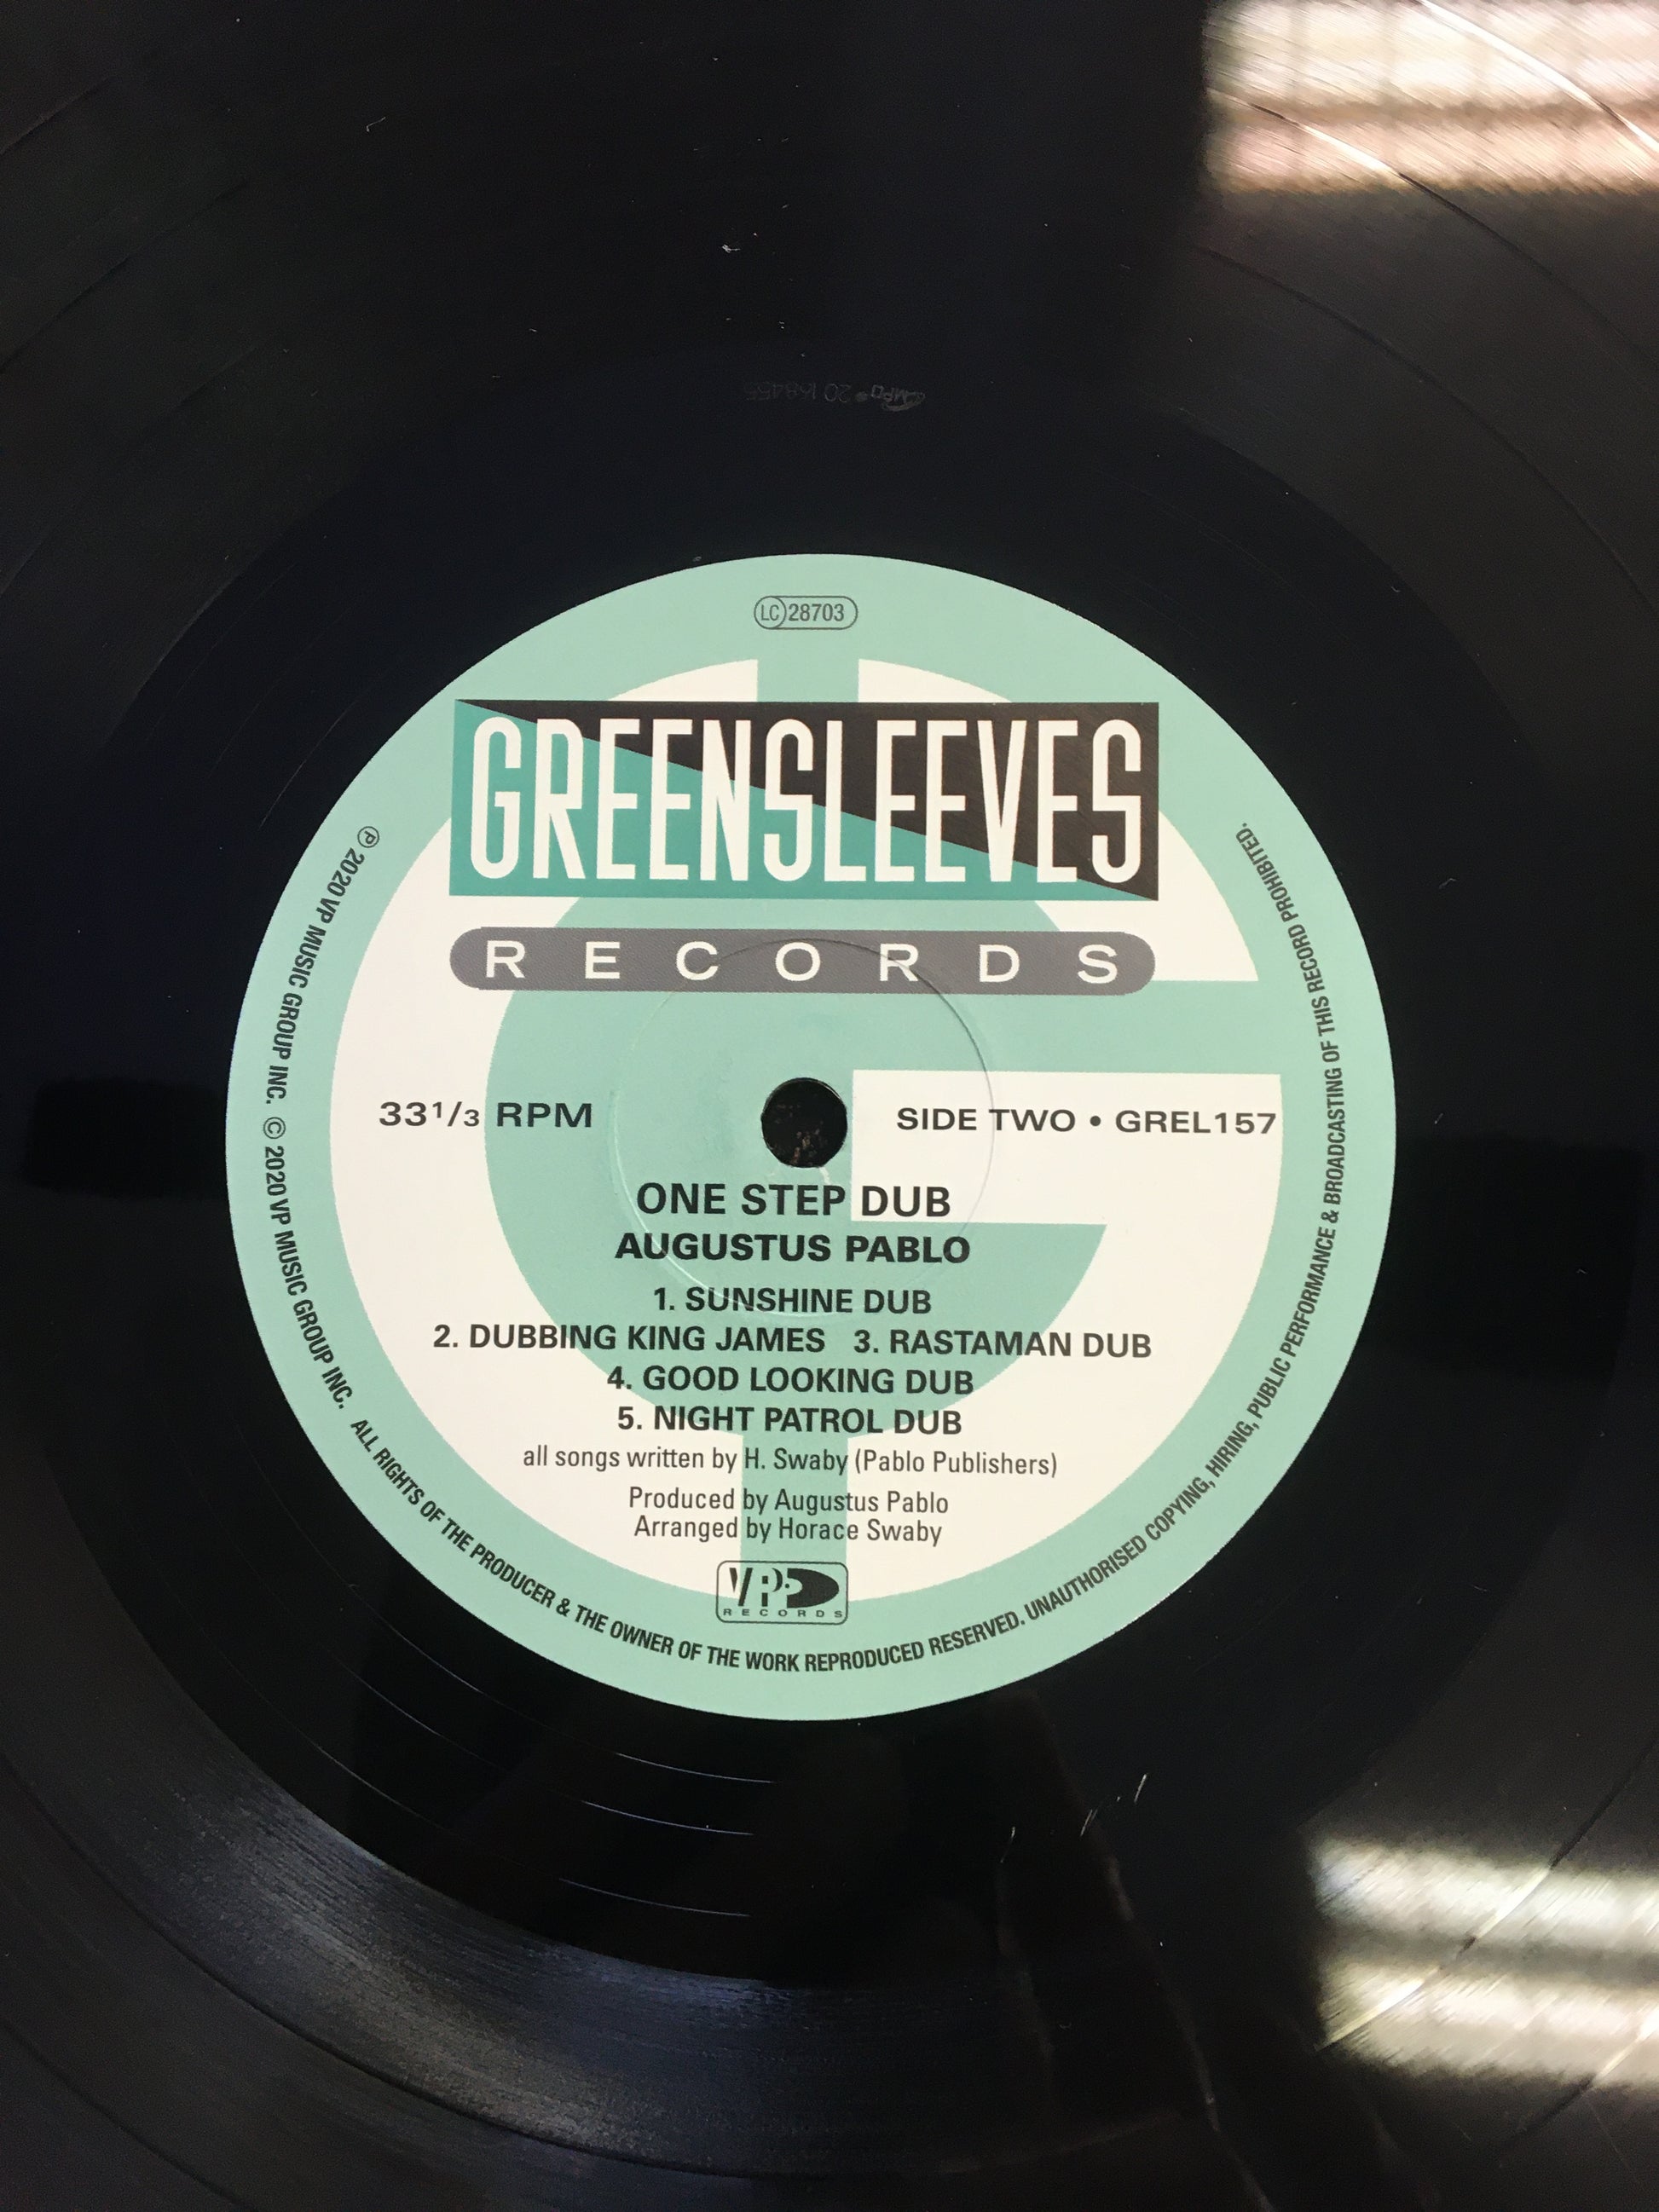 LC 28703
GREENSLEEVES
RECORDS
33 1/3 RPM
SIDE TWO • GREL157
ONE STEP DUB
AUGUSTUS PABLO
1. SUNSHINE DUB
2. DUBBING KING JAMES 3. RASTAMAN DUB
4. GOOD LOOKING DUB
5. NIGHT PATROL DUB
all songs written by H. Swaby (Pablo Publishers)
Produced by Augustus Pablo
Arranged by Horace Swaby
VP
RECORDS
℗ 2020 VP MUSIC GROUP INC. © 2020 VP MUSIC GROUP INC. ALL RIGHTS OF THE PRODUCER & THE OWNER OF THE WORK REPRODUCED RESERVED. UNAUTHORISED COPYING, HIRING, PUBLIC PERFORMANCE & BROADCASTING OF THIS RECORD PROHIBITED.